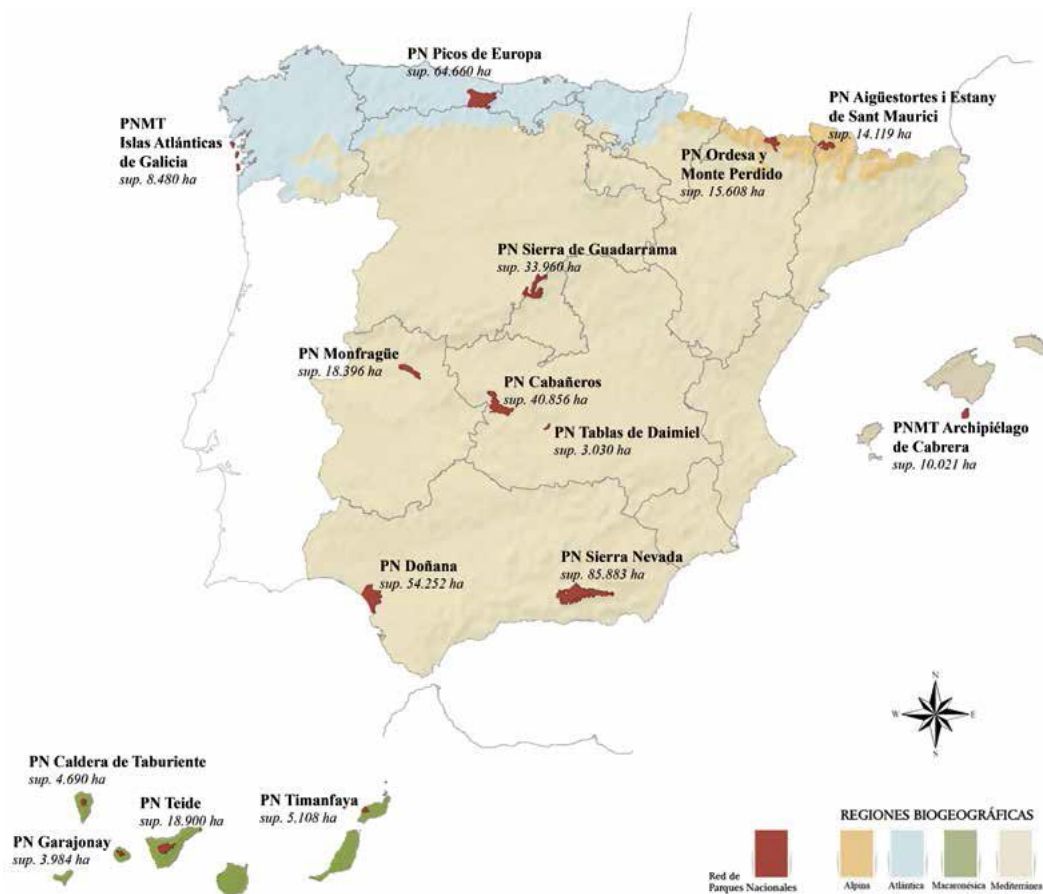 PN Picos de Europa
sup. 64.660 ha
PN Aigüestortes i Estany
de Sant Maurici
sup. 14.119 ha
PNMT
Islas Atlánticas
de Galicia
sup. 8.480 ha
PN Ordesa y
Monte Perdido
sup. 15.608 ha
PN Sierra de Guadarrama
sup. 33.960 ha
PN Monfragüe
sup. 18.396 ha
PN Cabañeros
sup. 40.856 ha
PN Tablas de Daimiel
sup. 3.030 ha
PNMT Archipiélago
de Cabrera
sup. 10.021 ha
PN Doñana
sup. 54.252 ha
PN Sierra Nevada
sup. 85.883 ha
N
W
E
S
PN Caldera de Taburiente
sup. 4.690 ha
PN Teide
sup. 18.900 ha
PN Timanfaya
sup. 5.108 ha
PN Garajonay
sup. 3.984 ha
REGIONES BIOGEOGRÁFICAS
Red de
Parques Nacionales
Alpina
Atlántica
Macaronésica
Mediterránea